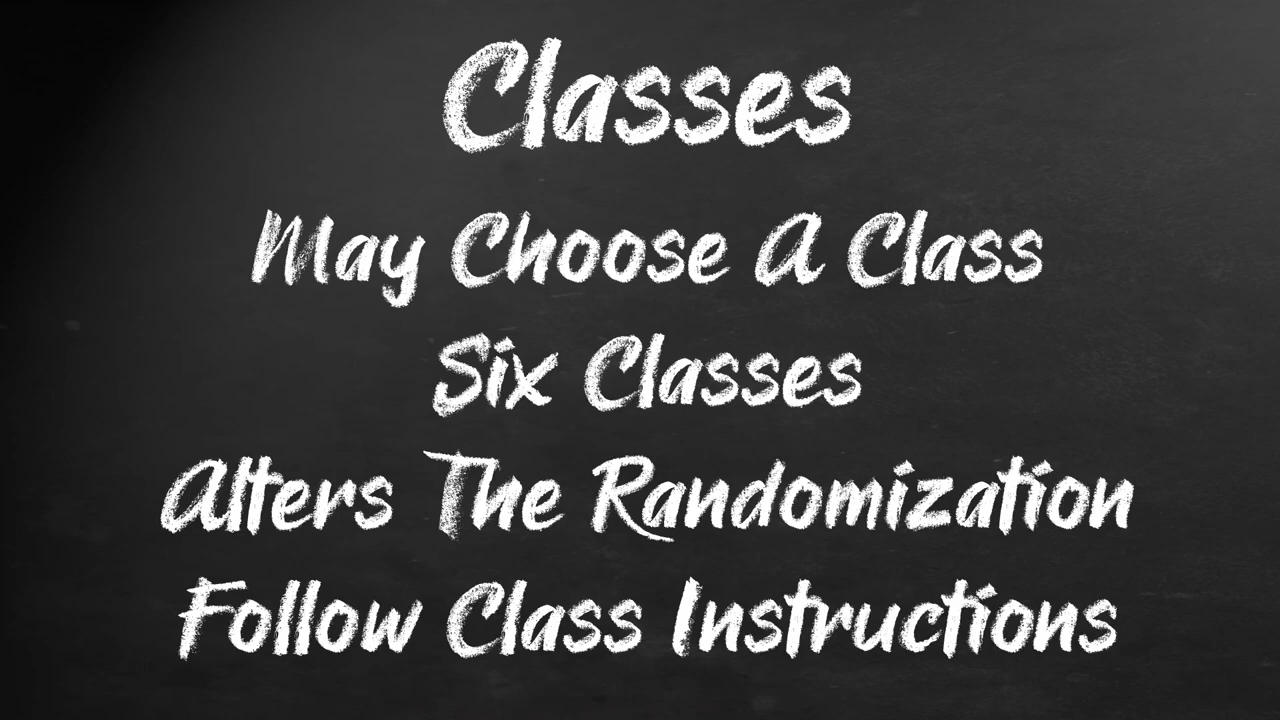 Classes
May Choose A Class
Six Classes
Alters The Randomization
Follow Class Instructions